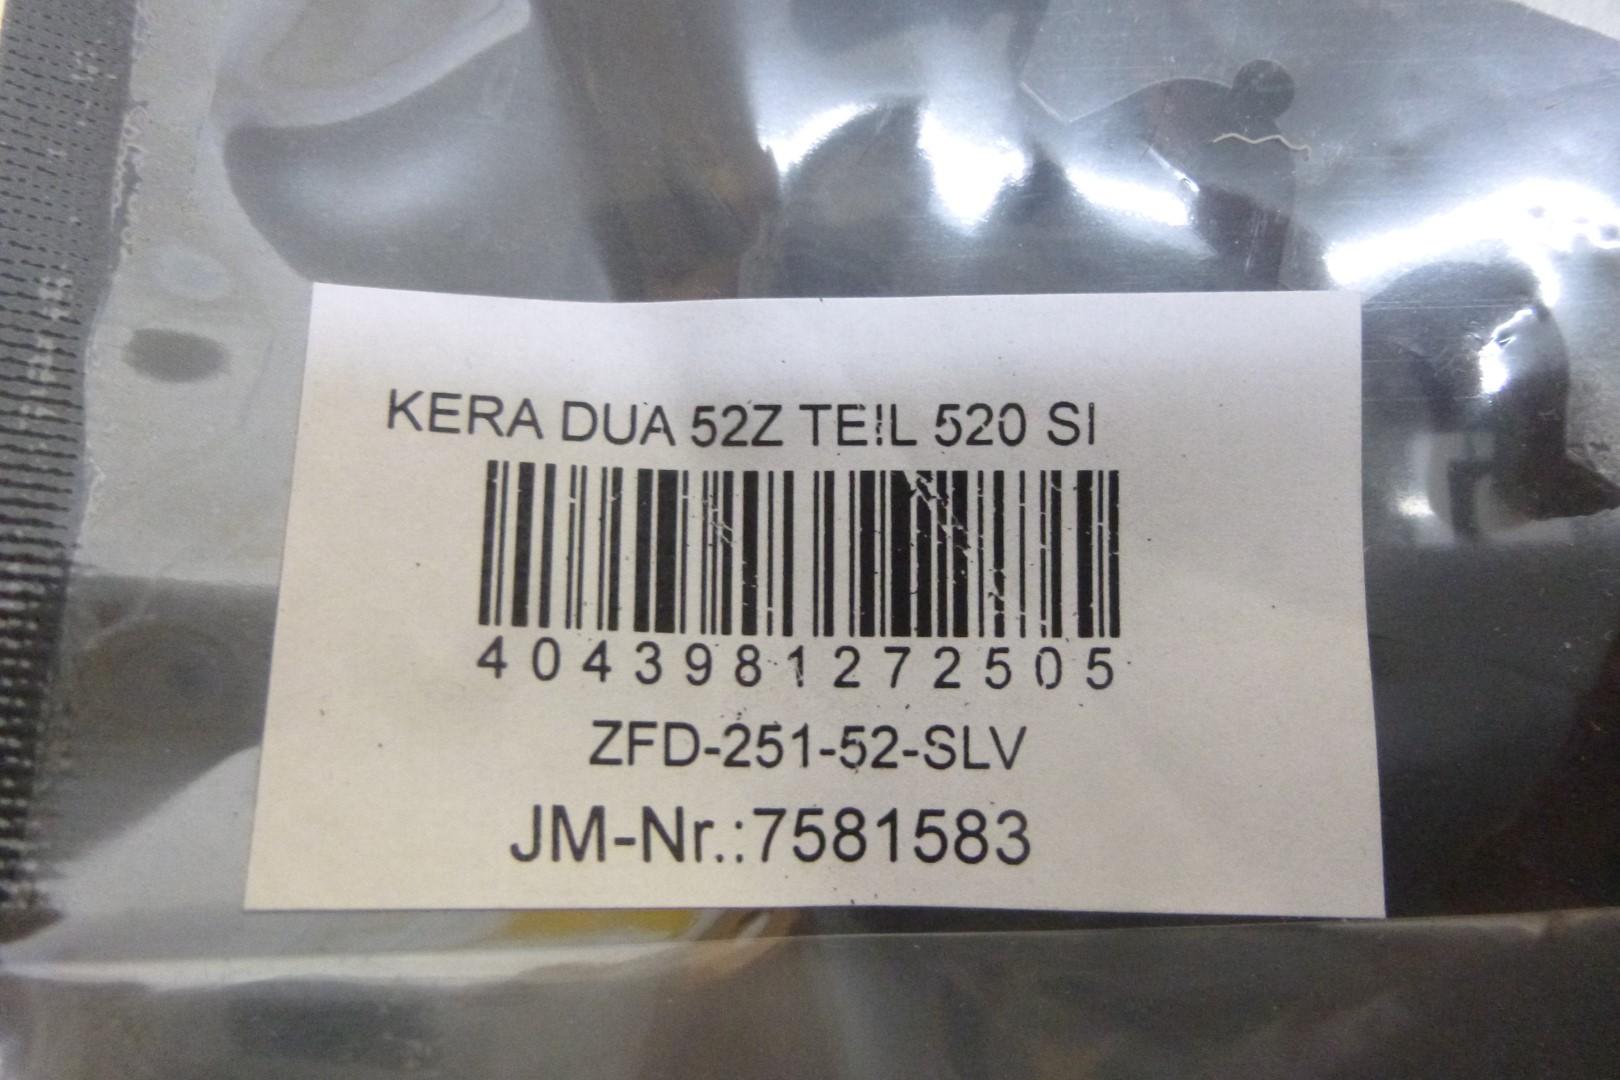 KERA DUA 52Z TEIL 520 SI
4043981272505
ZFD-251-52-SLV
JM-Nr.:7581583